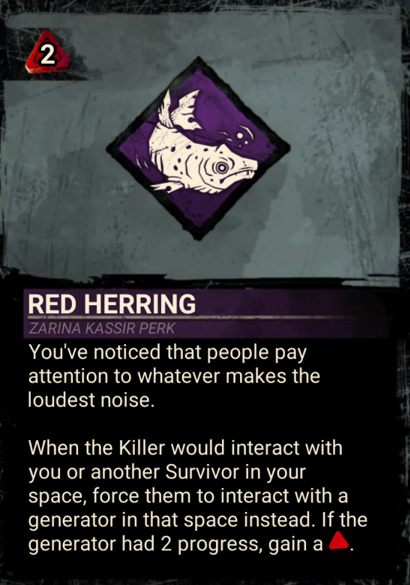 2
RED HERRING
ZARINA KASSIR PERK
You've noticed that people pay
attention to whatever makes the
loudest noise.
When the Killer would interact with
you or another Survivor in your
space, force them to interact with a
generator in that space instead. If the
generator had 2 progress, gain a .